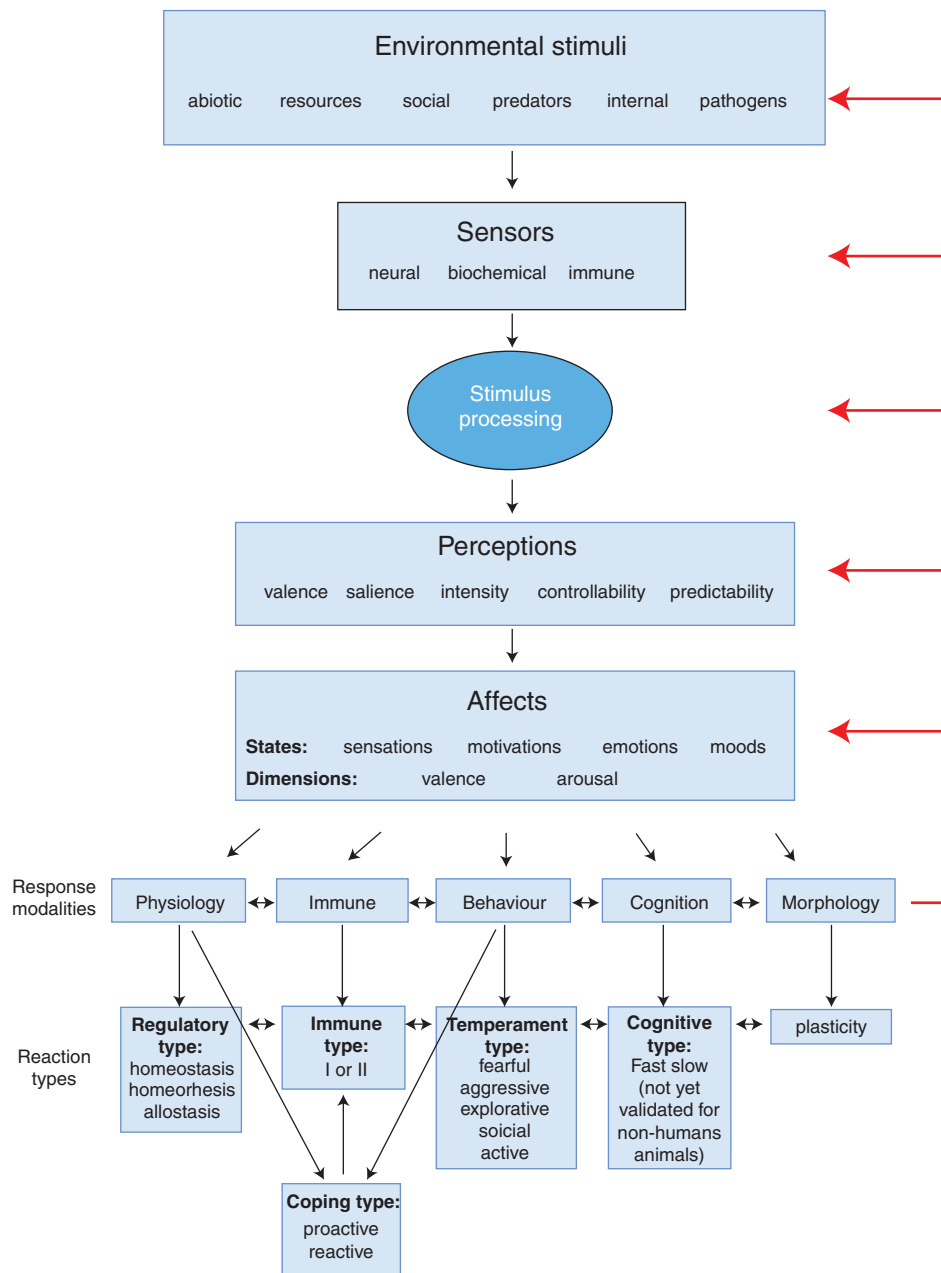 Environmental stimuli
abiotic resources social predators internal pathogens
Sensors
neural biochemical immune
Stimulus
processing
Perceptions
valence salience intensity controllability predictability
Affects
States: sensations motivations emotions moods
Dimensions: valence arousal
Response
modalities
Physiology
Immune
Behaviour
Cognition
Morphology
Reaction
types
Regulatory
type:
homeostasis
homeorhesis
allostasis
Immune
type:
I or II
Temperament
type:
fearful
aggressive
explorative
soicial
active
Cognitive
type:
Fast slow
(not yet
validated for
non-humans
animals)
plasticity
Coping type:
proactive
reactive